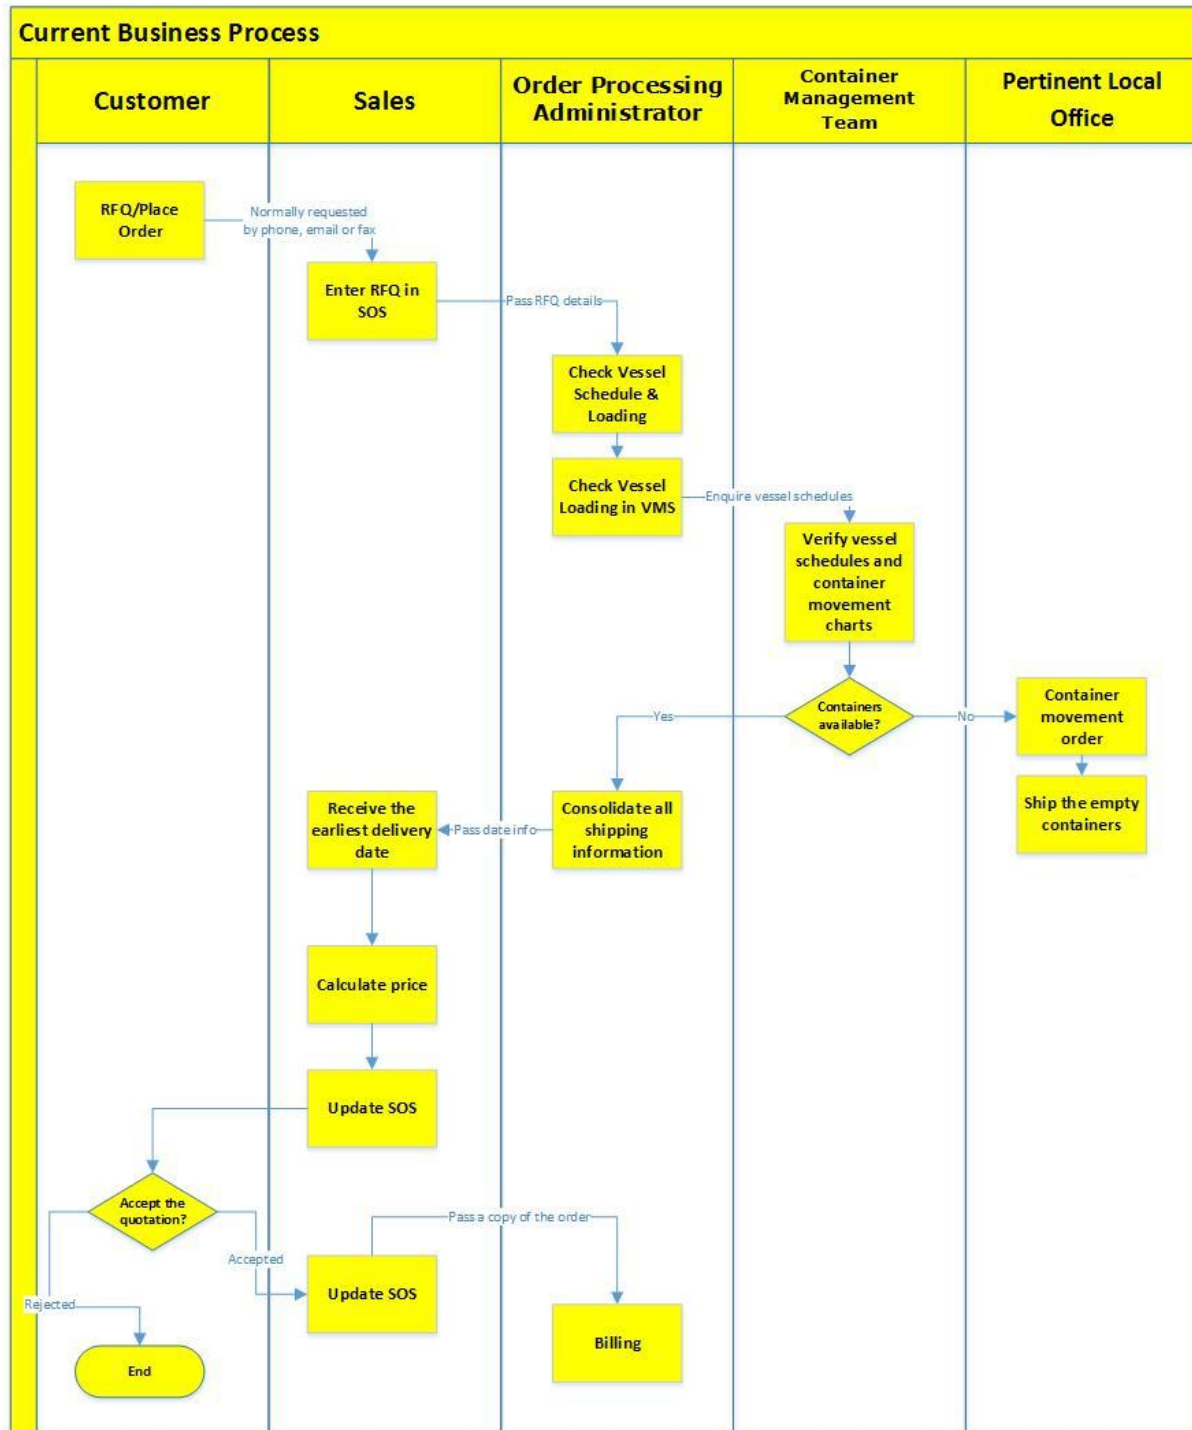 Current Business Process
Customer
Sales
Order Processing
Administrator
Container
Management
Team
Pertinent Local
Office
RFQ/Place
Order
Normally requested
by phone, email or fax
Enter RFQ in
SOS
Pass RFQ details
Check Vessel
Schedule &
Loading
Check Vessel
Loading in VMS
Enquire vessel schedules
Verify vessel
schedules and
container
movement
charts
Containers
available?
Yes
No
Container
movement
order
Ship the empty
containers
Consolidate all
shipping
information
Pass date info
Receive the
earliest delivery
date
Calculate price
Update SOS
Accept the
quotation?
Rejected
Accepted
End
Update SOS
Pass a copy of the order
Billing